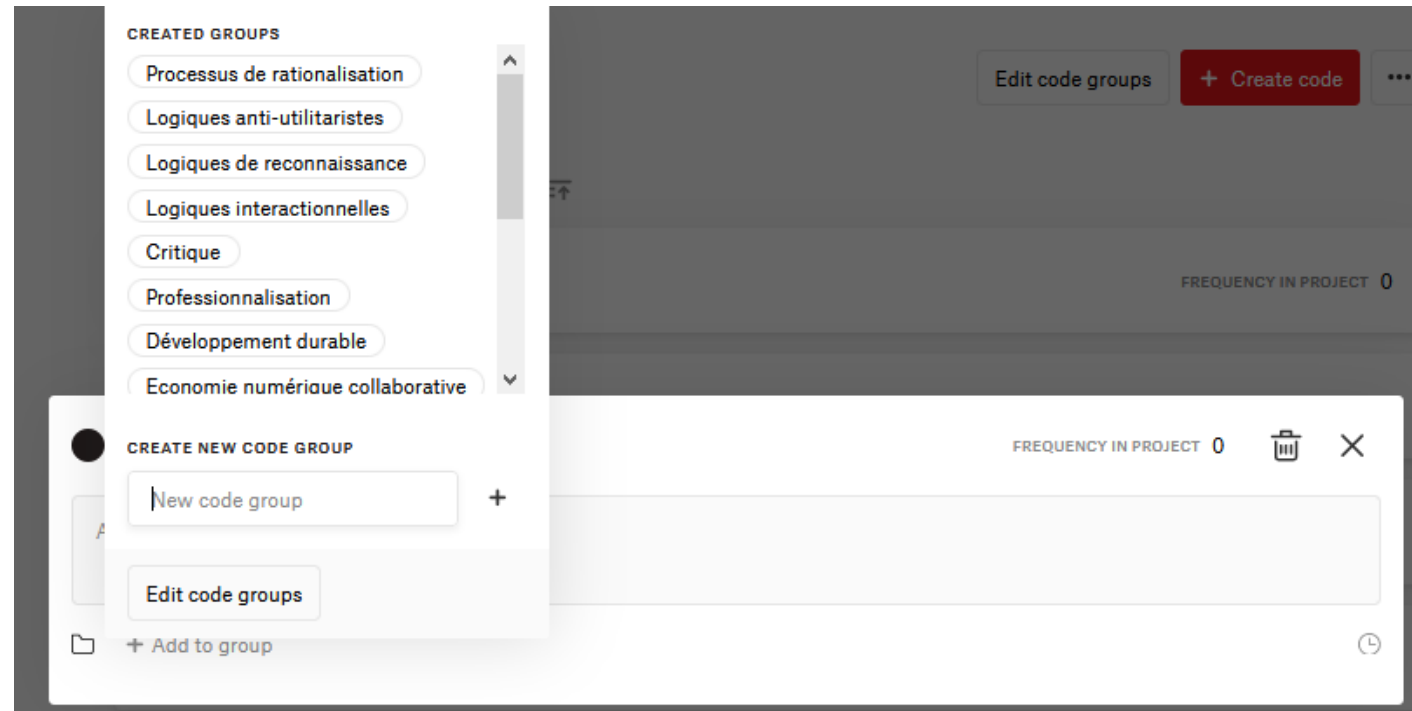 CREATED GROUPS
Processus de rationalisation
Logiques anti-utilitaristes
Logiques de reconnaissance
Logiques interactionnelles
Critique
Professionnalisation
Développement durable
Economie numérique collaborative
Edit code groups
+ Create code
FREQUENCY IN PROJECT 0
CREATE NEW CODE GROUP
FREQUENCY IN PROJECT 0
New code group
+
A
Edit code groups
+ Add to group